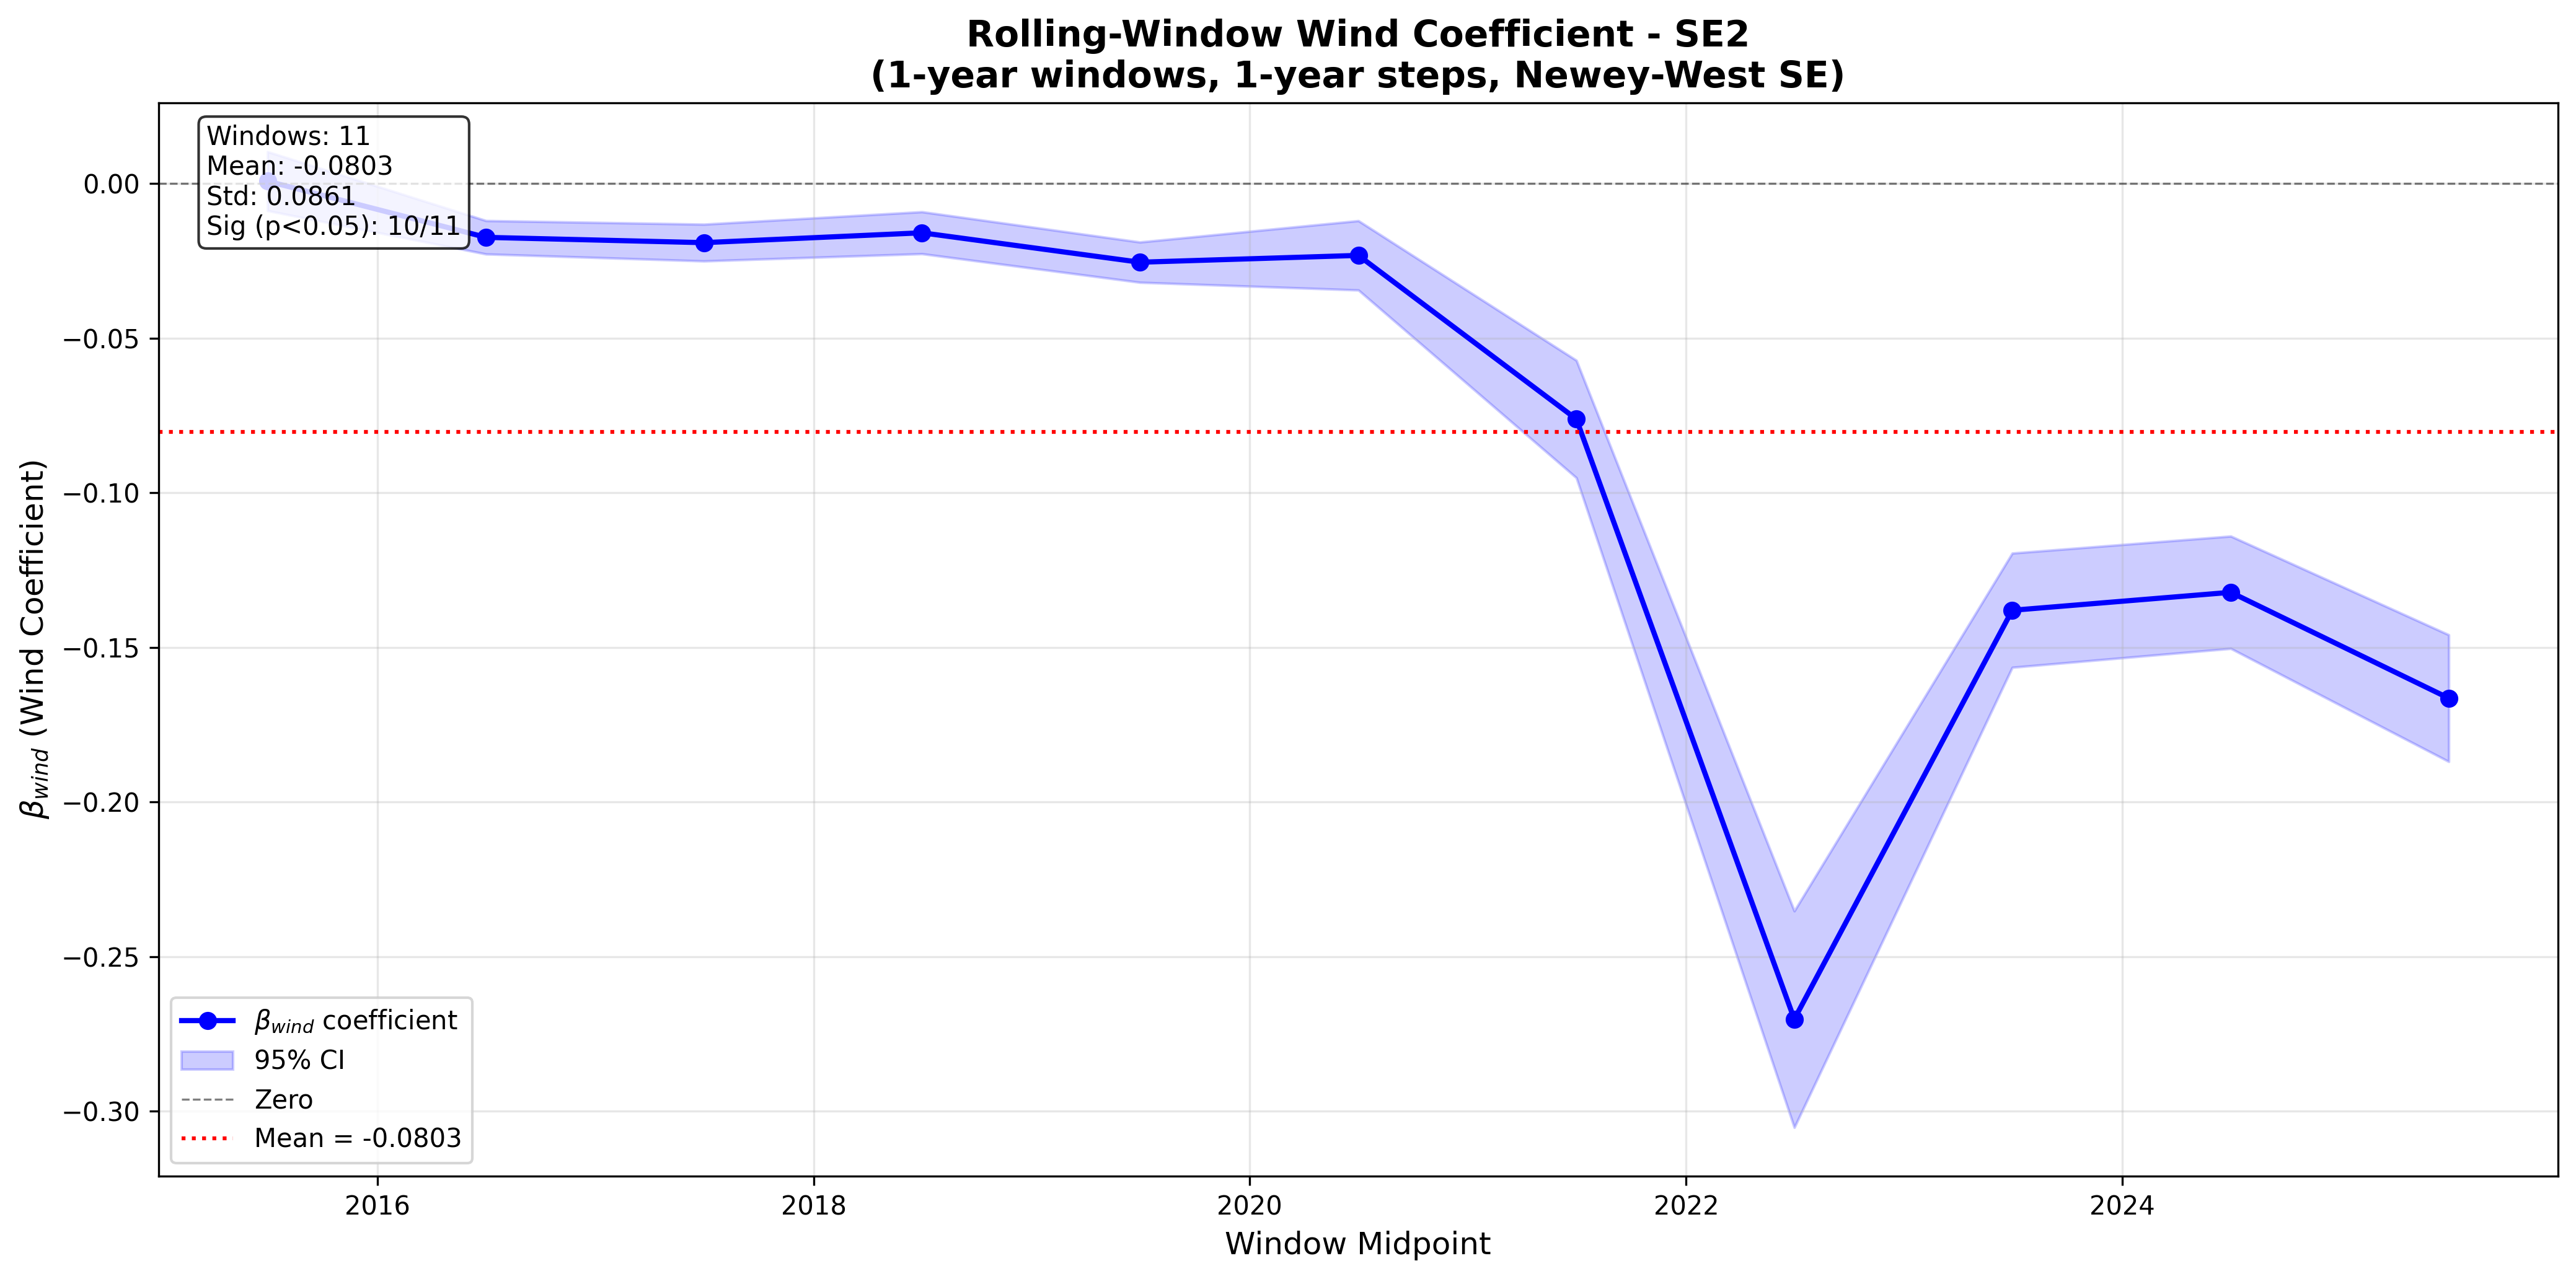 Rolling-Window Wind Coefficient - SE2
(1-year windows, 1-year steps, Newey-West SE)
Windows: 11
Mean: -0.0803
Std: 0.0861
Sig (p<0.05): 10/11
0.00
−0.05
−0.10
−0.15
−0.20
−0.25
−0.30
β_wind (Wind Coefficient)
β_wind coefficient
95% CI
Zero
Mean = -0.0803
2016 2018 2020 2022 2024
Window Midpoint